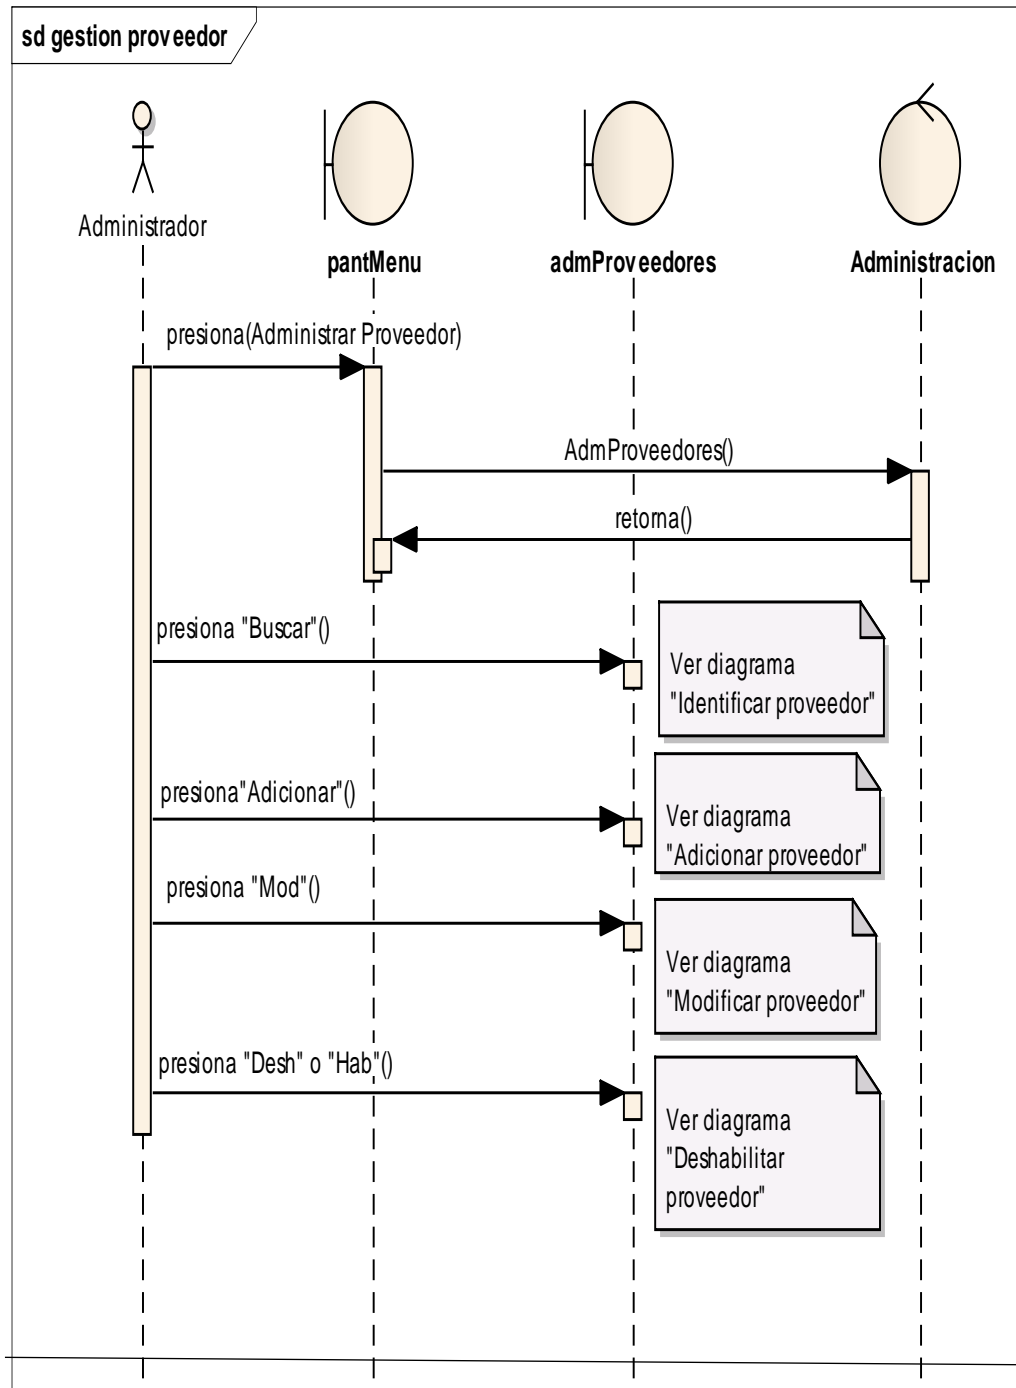 sd gestion proveedor
Administrador
pantMenu
admProveedores
Administracion
presiona(Administrar Proveedor)
AdmProveedores()
retorna()
presiona "Buscar"()
Ver diagrama
"Identificar proveedor"
presiona"Adicionar"()
Ver diagrama
"Adicionar proveedor"
presiona "Mod"()
Ver diagrama
"Modificar proveedor"
presiona "Desh" o "Hab"()
Ver diagrama
"Deshabilitar
proveedor"